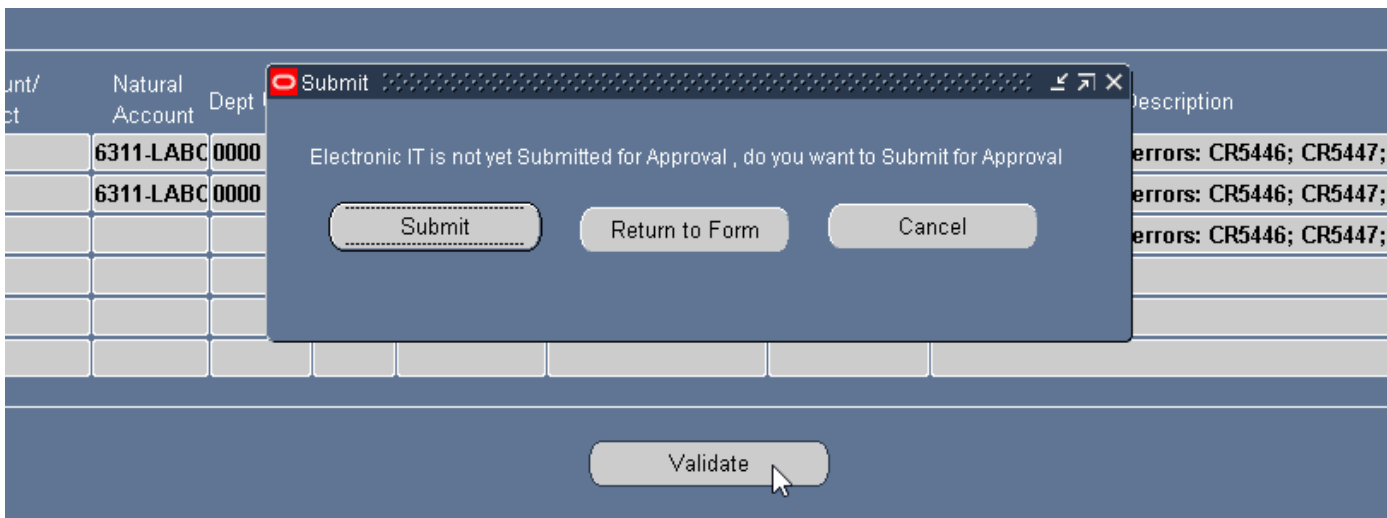 Submit
unt/ Natural Dept Description
ct Account
6311-LABC 0000 errors: CR5446; CR5447;
6311-LABC 0000 errors: CR5446; CR5447;
errors: CR5446; CR5447;
Electronic IT is not yet Submitted for Approval , do you want to Submit for Approval
Submit Return to Form Cancel
Validate